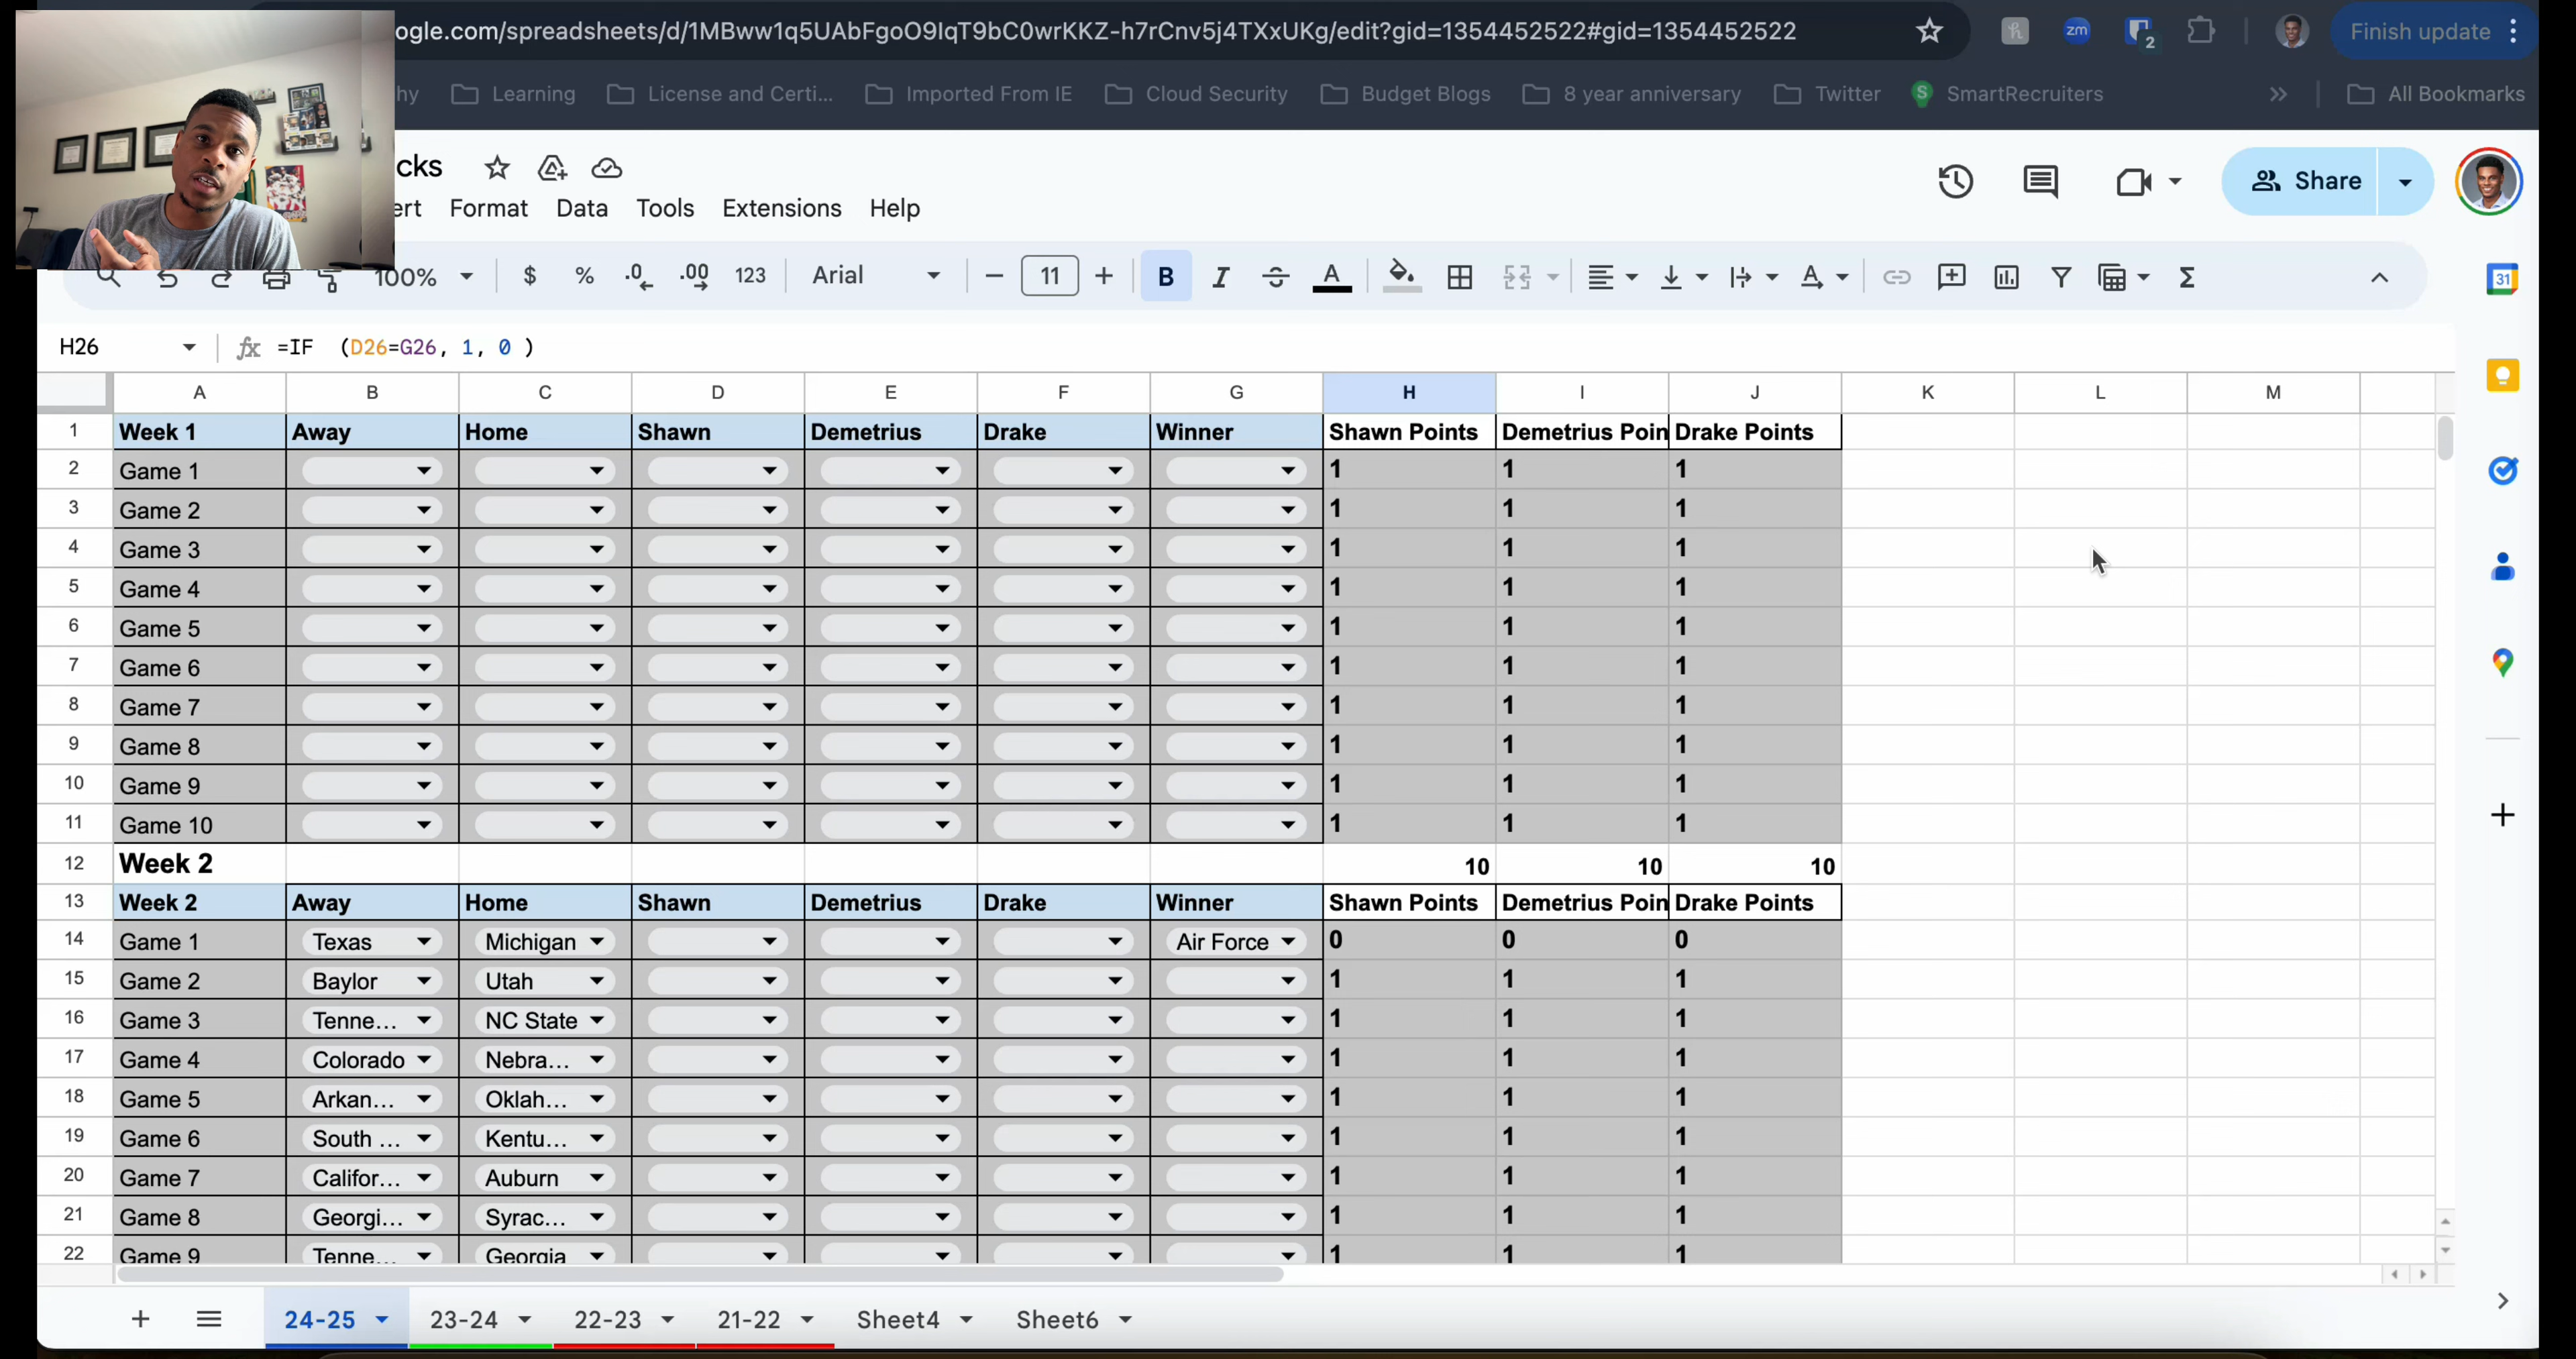 ogle.com/spreadsheets/d/1MBww1q5UAbFgoO9IqT9bC0wrKKZ-h7rCnv5j4TXxUKg/edit?gid=1354452522#gid=1354452522 zm 2 Finish update
hy Learning License and Certi... Imported From IE Cloud Security Budget Blogs 8 year anniversary Twitter S SmartRecruiters All Bookmarks
cks Share
ert Format Data Tools Extensions Help
100% $ % .0 .00 123 Arial 11 B I S A A Σ 31
H26 fx =IF (D26=G26, 1, 0 )
A B C D E F G H I J K L M
1 Week 1 Away Home Shawn Demetrius Drake Winner Shawn Points Demetrius Poin Drake Points
2 Game 1 1 1 1
3 Game 2 1 1 1
4 Game 3 1 1 1
5 Game 4 1 1 1
6 Game 5 1 1 1
7 Game 6 1 1 1
8 Game 7 1 1 1
9 Game 8 1 1 1
10 Game 9 1 1 1
11 Game 10 1 1 1
12 Week 2 10 10 10
13 Week 2 Away Home Shawn Demetrius Drake Winner Shawn Points Demetrius Poin Drake Points
14 Game 1 Texas Michigan Air Force 0 0 0
15 Game 2 Baylor Utah 1 1 1
16 Game 3 Tenne... NC State 1 1 1
17 Game 4 Colorado Nebra... 1 1 1
18 Game 5 Arkan... Oklah... 1 1 1
19 Game 6 South ... Kentu... 1 1 1
20 Game 7 Califor... Auburn 1 1 1
21 Game 8 Georgi... Syrac... 1 1 1
22 Game 9 Tenne... Georgia 1 1 1
24-25 23-24 22-23 21-22 Sheet4 Sheet6